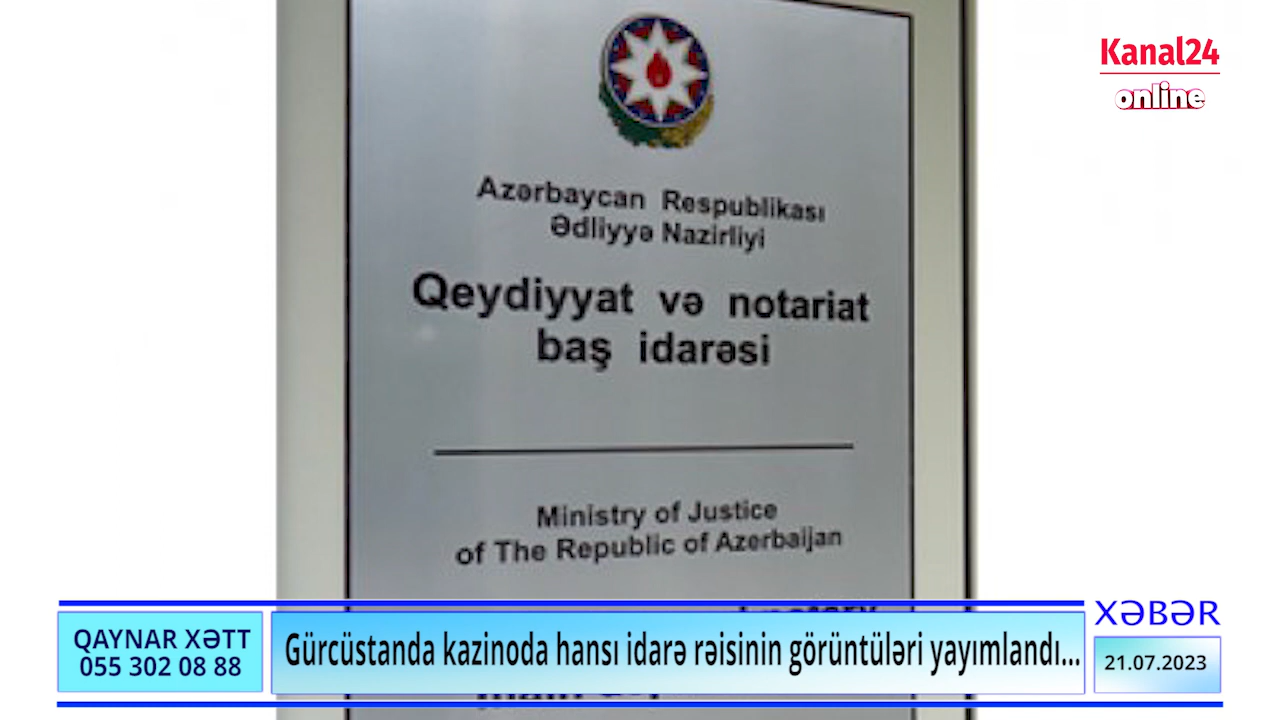 Kanal24
online
Azərbaycan Respublikası
Ədliyyə Nazirliyi
Qeydiyyat və notariat
baş idarəsi
Ministry of Justice
of The Republic of Azerbaijan
QAYNAR XƏTT
055 302 08 88
Gürcüstanda kazinoda hansı idarə rəisinin görüntüləri yayımlandı...
XƏBƏR
21.07.2023